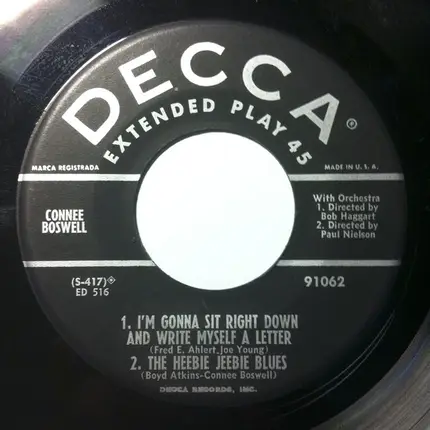 DECCA®
EXTENDED PLAY 45
MARCA REGISTRADA
MADE IN U. S. A.
CONNEE
BOSWELL
With Orchestra
1. Directed by
Bob Haggart
2. Directed by
Paul Nielson
(S-417)
ED 516
91062
1. I'M GONNA SIT RIGHT DOWN
AND WRITE MYSELF A LETTER
(Fred E. Ahlert, Joe Young)
2. THE HEEBIE JEEBIE BLUES
(Boyd Atkins-Connee Boswell)
DECCA RECORDS, INC.